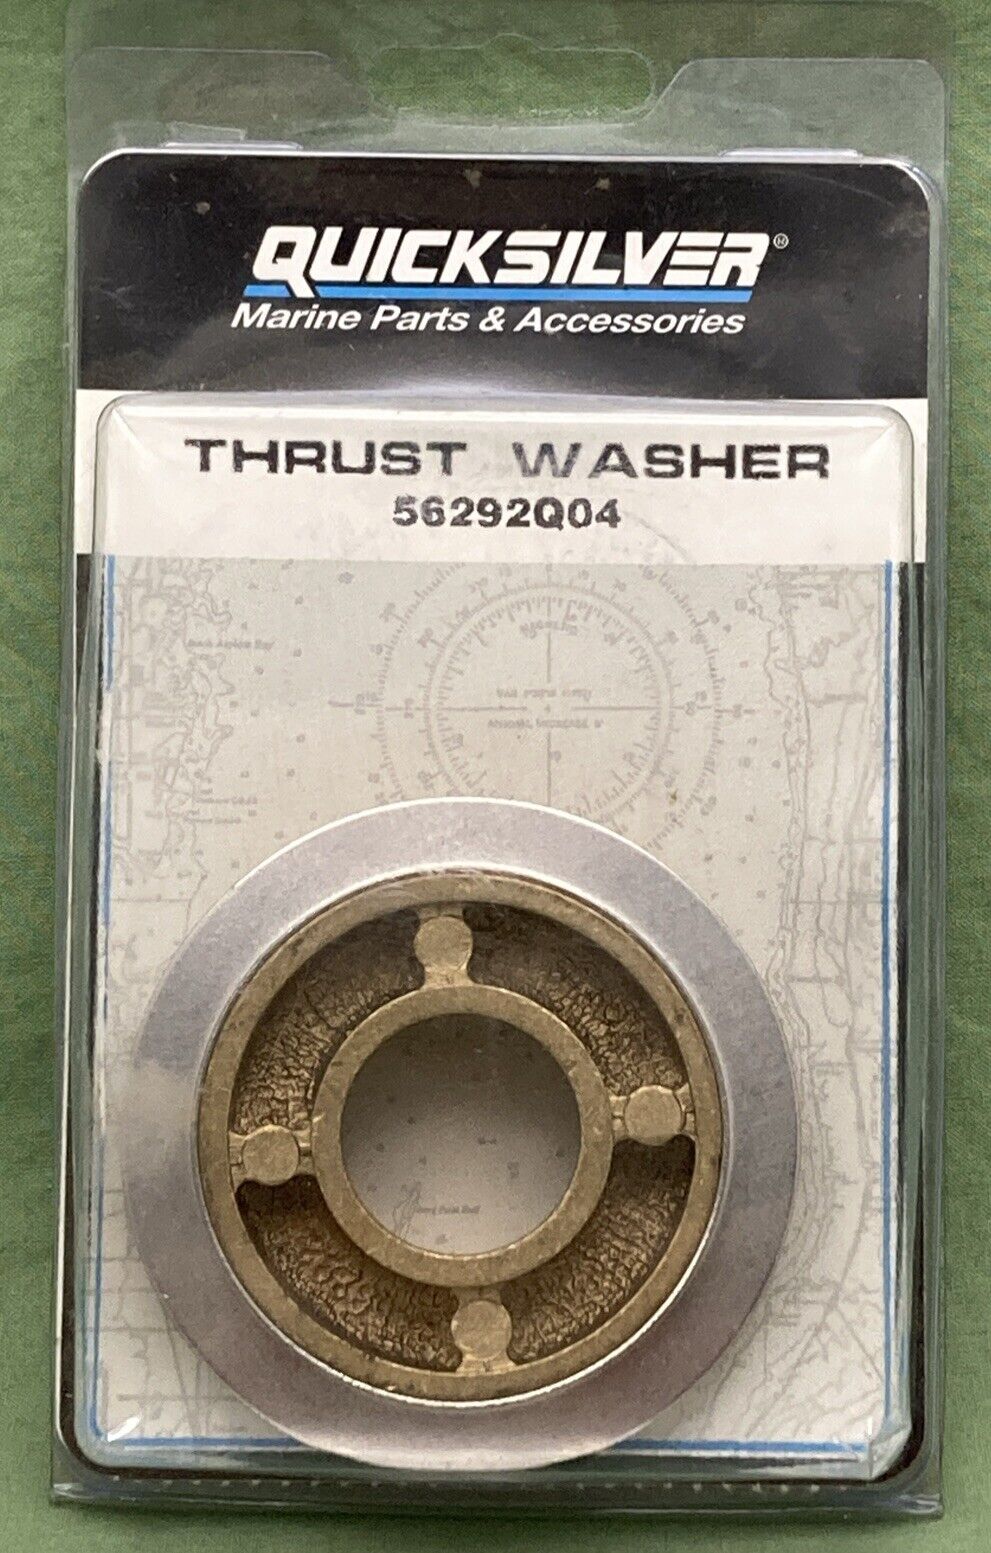 QUICKSILVER®
Marine Parts & Accessories
THRUST WASHER
56292Q04